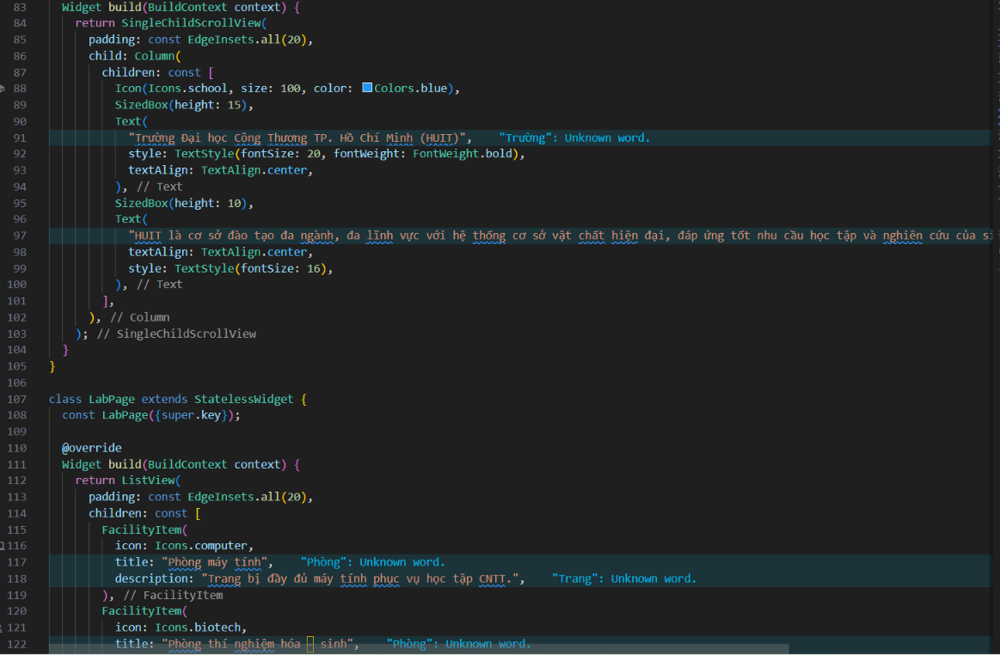 83 Widget build(BuildContext context) {
84 return SingleChildScrollView(
85 padding: const EdgeInsets.all(20),
86 child: Column(
87 children: const [
88 Icon(Icons.school, size: 100, color: Colors.blue),
89 SizedBox(height: 15),
90 Text(
91 "Trường Đại học Công Thương TP. Hồ Chí Minh (HUIT)", "Trường": Unknown word.
92 style: TextStyle(fontSize: 20, fontWeight: FontWeight.bold),
93 textAlign: TextAlign.center,
94 ), // Text
95 SizedBox(height: 10),
96 Text(
97 "HUIT là cơ sở đào tạo đa ngành, đa lĩnh vực với hệ thống cơ sở vật chất hiện đại, đáp ứng tốt nhu cầu học tập và nghiên cứu của si
98 textAlign: TextAlign.center,
99 style: TextStyle(fontSize: 16),
100 ), // Text
101 ],
102 ), // Column
103 ); // SingleChildScrollView
104 }
105 }
106
107 class LabPage extends StatelessWidget {
108 const LabPage({super.key});
109
110 @override
111 Widget build(BuildContext context) {
112 return ListView(
113 padding: const EdgeInsets.all(20),
114 children: const [
115 FacilityItem(
116 icon: Icons.computer,
117 title: "Phòng máy tính", "Phòng": Unknown word.
118 description: "Trang bị đầy đủ máy tính phục vụ học tập CNTT.", "Trang": Unknown word.
119 ), // FacilityItem
120 FacilityItem(
121 icon: Icons.biotech,
122 title: "Phòng thí nghiệm hóa – sinh", "Phòng": Unknown word.